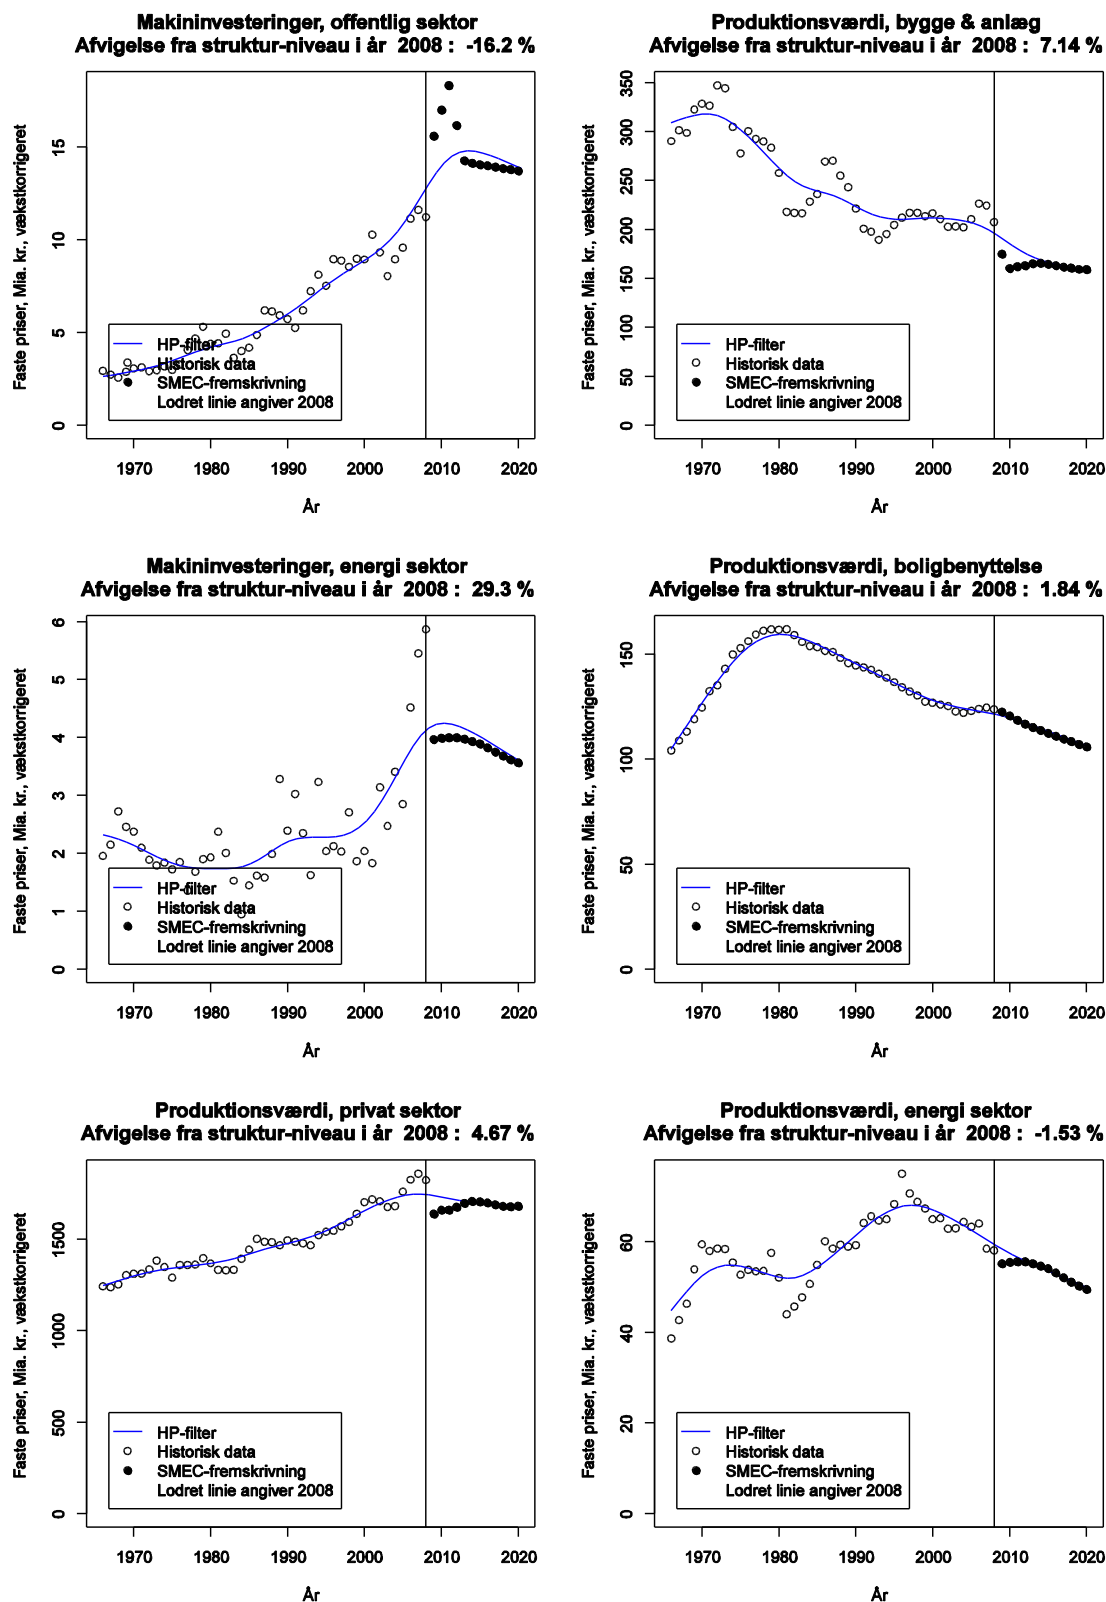 Makininvesteringer, offentlig sektor
Afvigelse fra struktur-niveau i år 2008 : -16.2 %
Faste priser, Mia. kr., vækstkorrigeret
15
10
5
0
HP-filter
Historisk data
SMEC-fremskrivning
Lodret linie angiver 2008
1970 1980 1990 2000 2010 2020
År
Produktionsværdi, bygge & anlæg
Afvigelse fra struktur-niveau i år 2008 : 7.14 %
Faste priser, Mia. kr., vækstkorrigeret
350
300
250
200
150
100
50
0
HP-filter
Historisk data
SMEC-fremskrivning
Lodret linie angiver 2008
1970 1980 1990 2000 2010 2020
År
Makininvesteringer, energi sektor
Afvigelse fra struktur-niveau i år 2008 : 29.3 %
Faste priser, Mia. kr., vækstkorrigeret
6
5
4
3
2
1
0
HP-filter
Historisk data
SMEC-fremskrivning
Lodret linie angiver 2008
1970 1980 1990 2000 2010 2020
År
Produktionsværdi, boligbenyttelse
Afvigelse fra struktur-niveau i år 2008 : 1.84 %
Faste priser, Mia. kr., vækstkorrigeret
150
100
50
0
HP-filter
Historisk data
SMEC-fremskrivning
Lodret linie angiver 2008
1970 1980 1990 2000 2010 2020
År
Produktionsværdi, privat sektor
Afvigelse fra struktur-niveau i år 2008 : 4.67 %
Faste priser, Mia. kr., vækstkorrigeret
1500
1000
500
0
HP-filter
Historisk data
SMEC-fremskrivning
Lodret linie angiver 2008
1970 1980 1990 2000 2010 2020
År
Produktionsværdi, energi sektor
Afvigelse fra struktur-niveau i år 2008 : -1.53 %
Faste priser, Mia. kr., vækstkorrigeret
60
40
20
0
HP-filter
Historisk data
SMEC-fremskrivning
Lodret linie angiver 2008
1970 1980 1990 2000 2010 2020
År